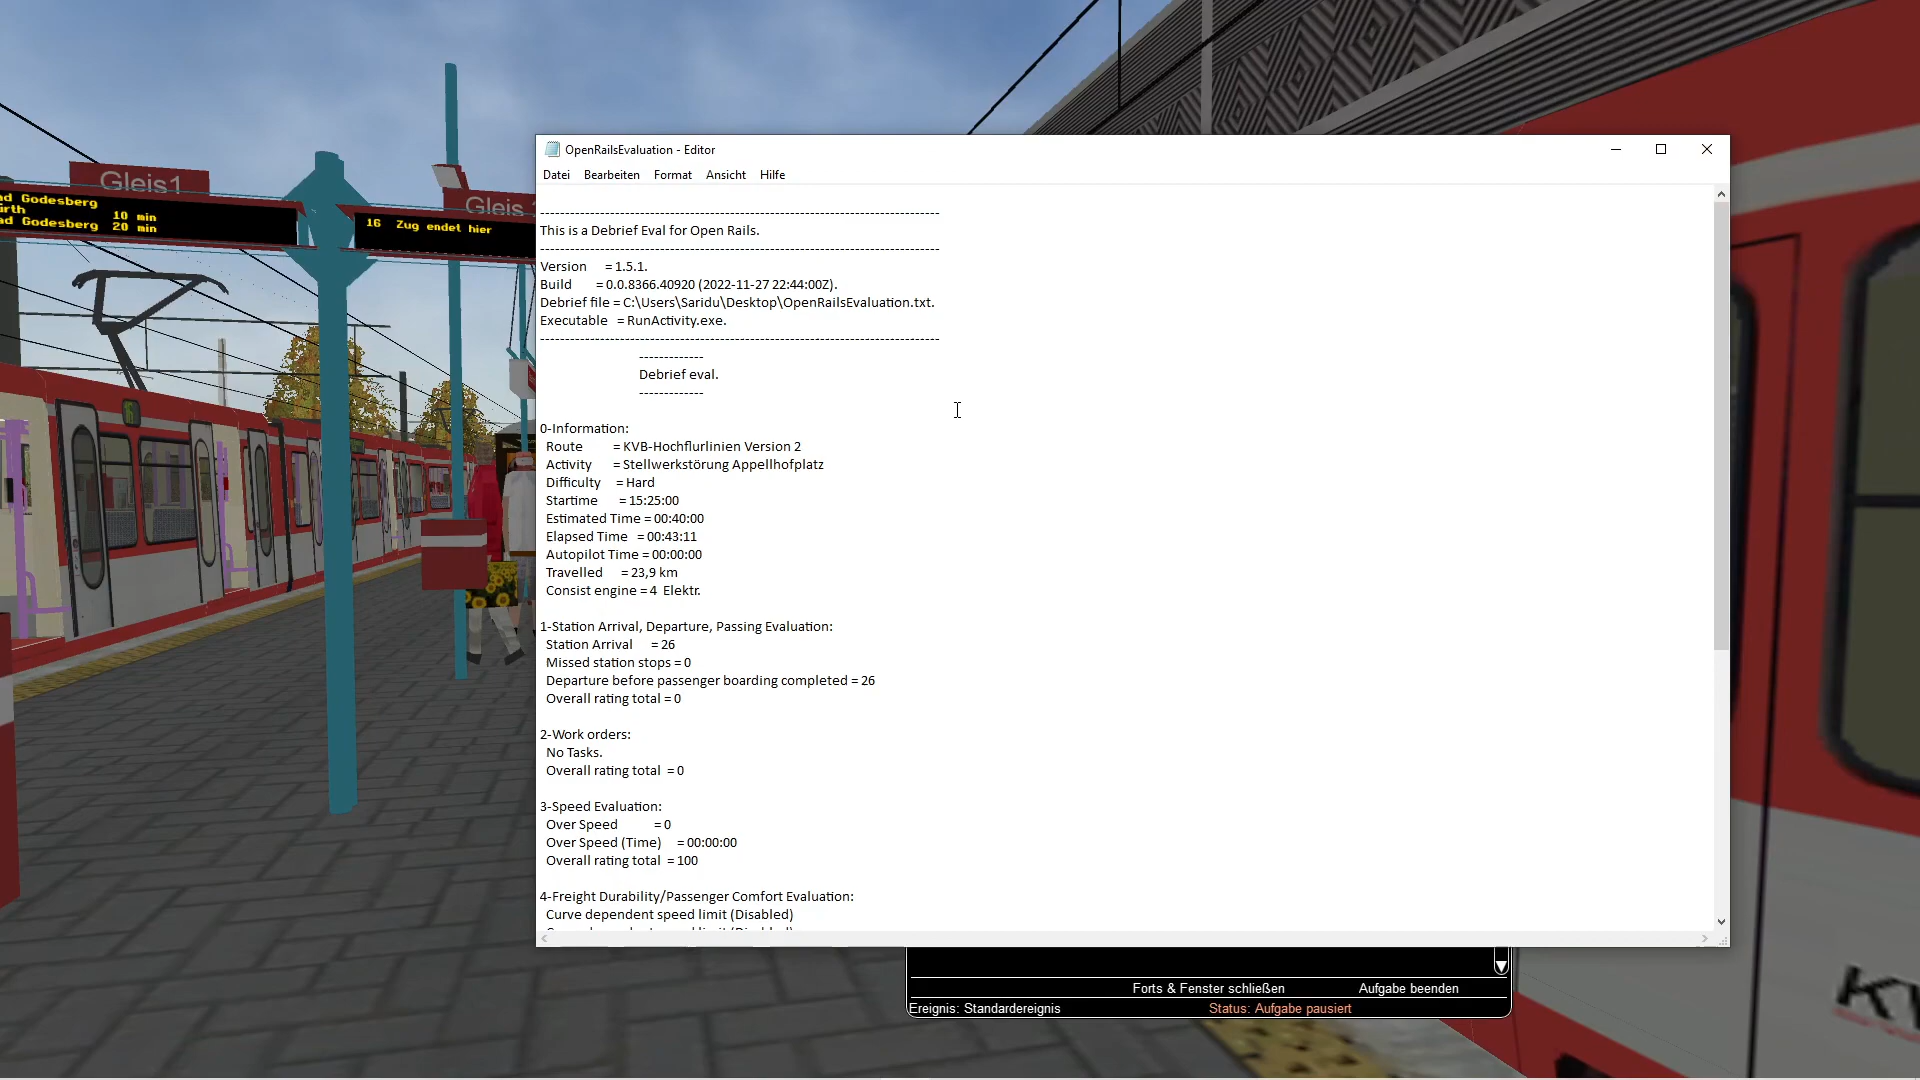 Gleis1
ad Godesberg
ürth 10 min
ad Godesberg 20 min
Gleis
16 Zug endet hier
16
OpenRailsEvaluation - Editor
Datei Bearbeiten Format Ansicht Hilfe
--------------------------------------------------------------------------------
This is a Debrief Eval for Open Rails.
--------------------------------------------------------------------------------
Version = 1.5.1.
Build = 0.0.8366.40920 (2022-11-27 22:44:00Z).
Debrief file = C:\Users\Saridu\Desktop\OpenRailsEvaluation.txt.
Executable = RunActivity.exe.
--------------------------------------------------------------------------------
-------------
Debrief eval.
-------------
0-Information:
Route = KVB-Hochflurlinien Version 2
Activity = Stellwerkstörung Appellhofplatz
Difficulty = Hard
Startime = 15:25:00
Estimated Time = 00:40:00
Elapsed Time = 00:43:11
Autopilot Time = 00:00:00
Travelled = 23,9 km
Consist engine = 4 Elektr.
1-Station Arrival, Departure, Passing Evaluation:
Station Arrival = 26
Missed station stops = 0
Departure before passenger boarding completed = 26
Overall rating total = 0
2-Work orders:
No Tasks.
Overall rating total = 0
3-Speed Evaluation:
Over Speed = 0
Over Speed (Time) = 00:00:00
Overall rating total = 100
4-Freight Durability/Passenger Comfort Evaluation:
Curve dependent speed limit (Disabled)
Forts & Fenster schließen Aufgabe beenden
Ereignis: Standardereignis Status: Aufgabe pausiert